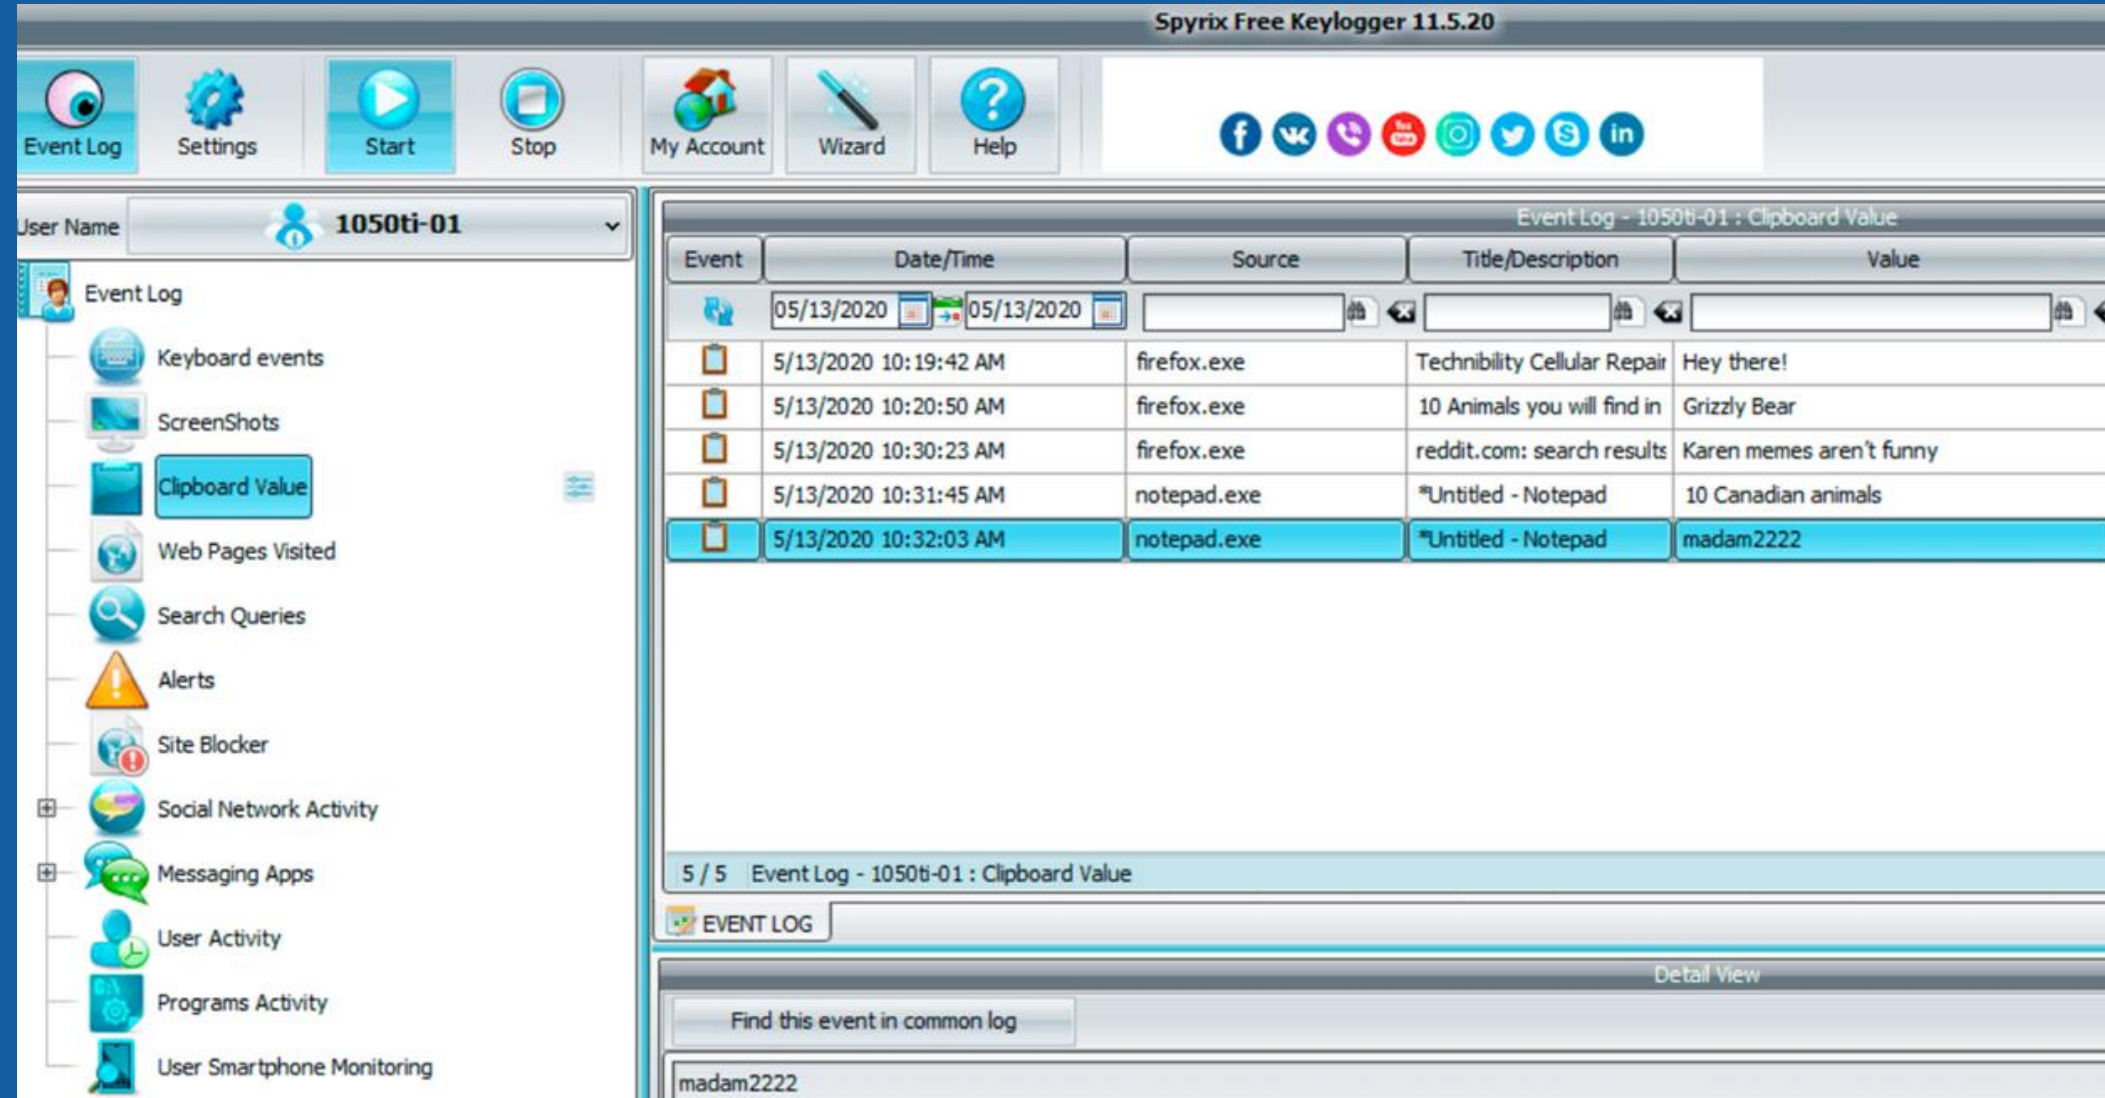 Spyrix Free Keylogger 11.5.20
Event Log Settings Start Stop My Account Wizard Help
User Name 1050ti-01
Event Log
Keyboard events
ScreenShots
Clipboard Value
Web Pages Visited
Search Queries
Alerts
Site Blocker
Social Network Activity
Messaging Apps
User Activity
Programs Activity
User Smartphone Monitoring
Event Log - 1050ti-01 : Clipboard Value
Event Date/Time Source Title/Description Value
05/13/2020 05/13/2020
5/13/2020 10:19:42 AM firefox.exe Technibility Cellular Repair Hey there!
5/13/2020 10:20:50 AM firefox.exe 10 Animals you will find in Grizzly Bear
5/13/2020 10:30:23 AM firefox.exe reddit.com: search results Karen memes aren't funny
5/13/2020 10:31:45 AM notepad.exe *Untitled - Notepad 10 Canadian animals
5/13/2020 10:32:03 AM notepad.exe *Untitled - Notepad madam2222
5 / 5 Event Log - 1050ti-01 : Clipboard Value
EVENT LOG
Detail View
Find this event in common log
madam2222